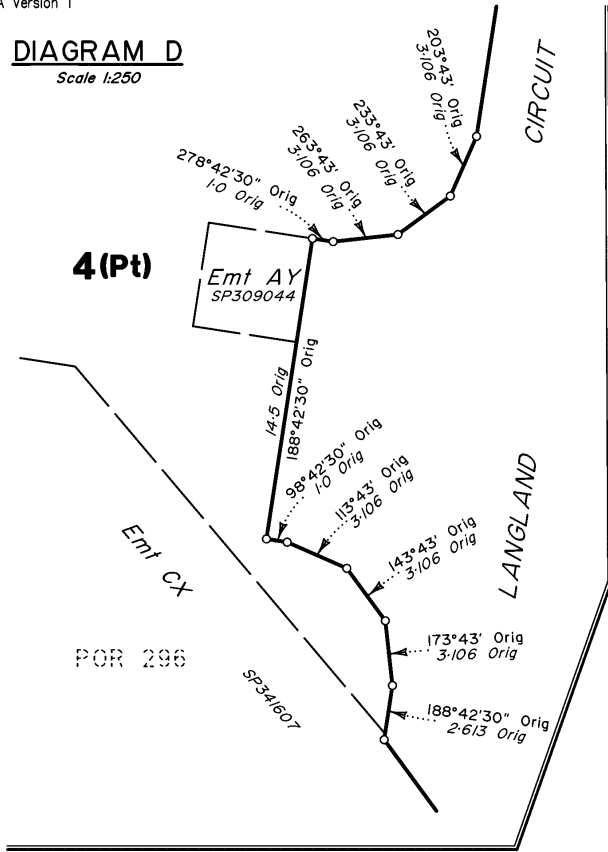 A Version 1
DIAGRAM D
Scale 1:250
203°43' Orig
3·106 Orig
CIRCUIT
233°43' Orig
3·106 Orig
263°43' Orig
3·106 Orig
278°42'30" Orig
1·0 Orig
4(Pt)
Emt AY
SP309044
14·5 Orig
188°42'30" Orig
98°42'30" Orig
1·0 Orig
113°43' Orig
3·106 Orig
143°43' Orig
3·106 Orig
LANGLAND
Emt CX
173°43' Orig
3·106 Orig
POR 296
SP341607
188°42'30" Orig
2·613 Orig